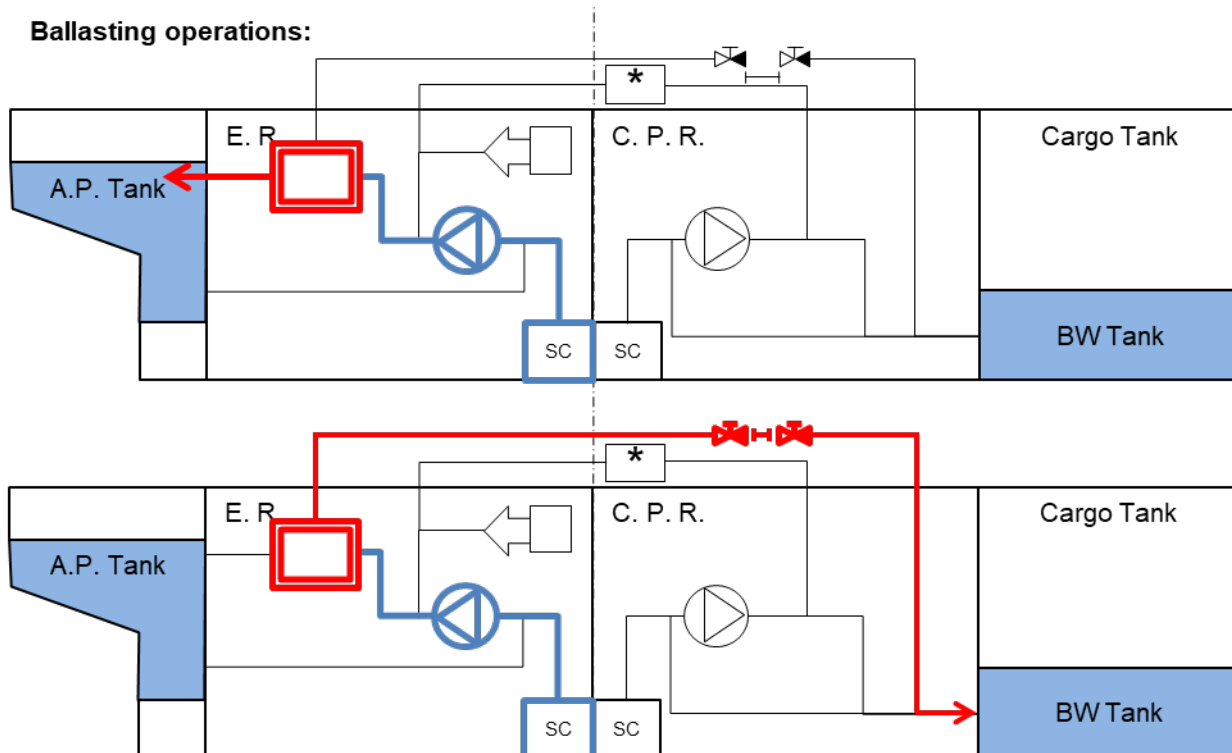 Ballasting operations:
*
E. R.
C. P. R.
Cargo Tank
A.P. Tank
BW Tank
SC
SC
*
E. R.
C. P. R.
Cargo Tank
A.P. Tank
BW Tank
SC
SC